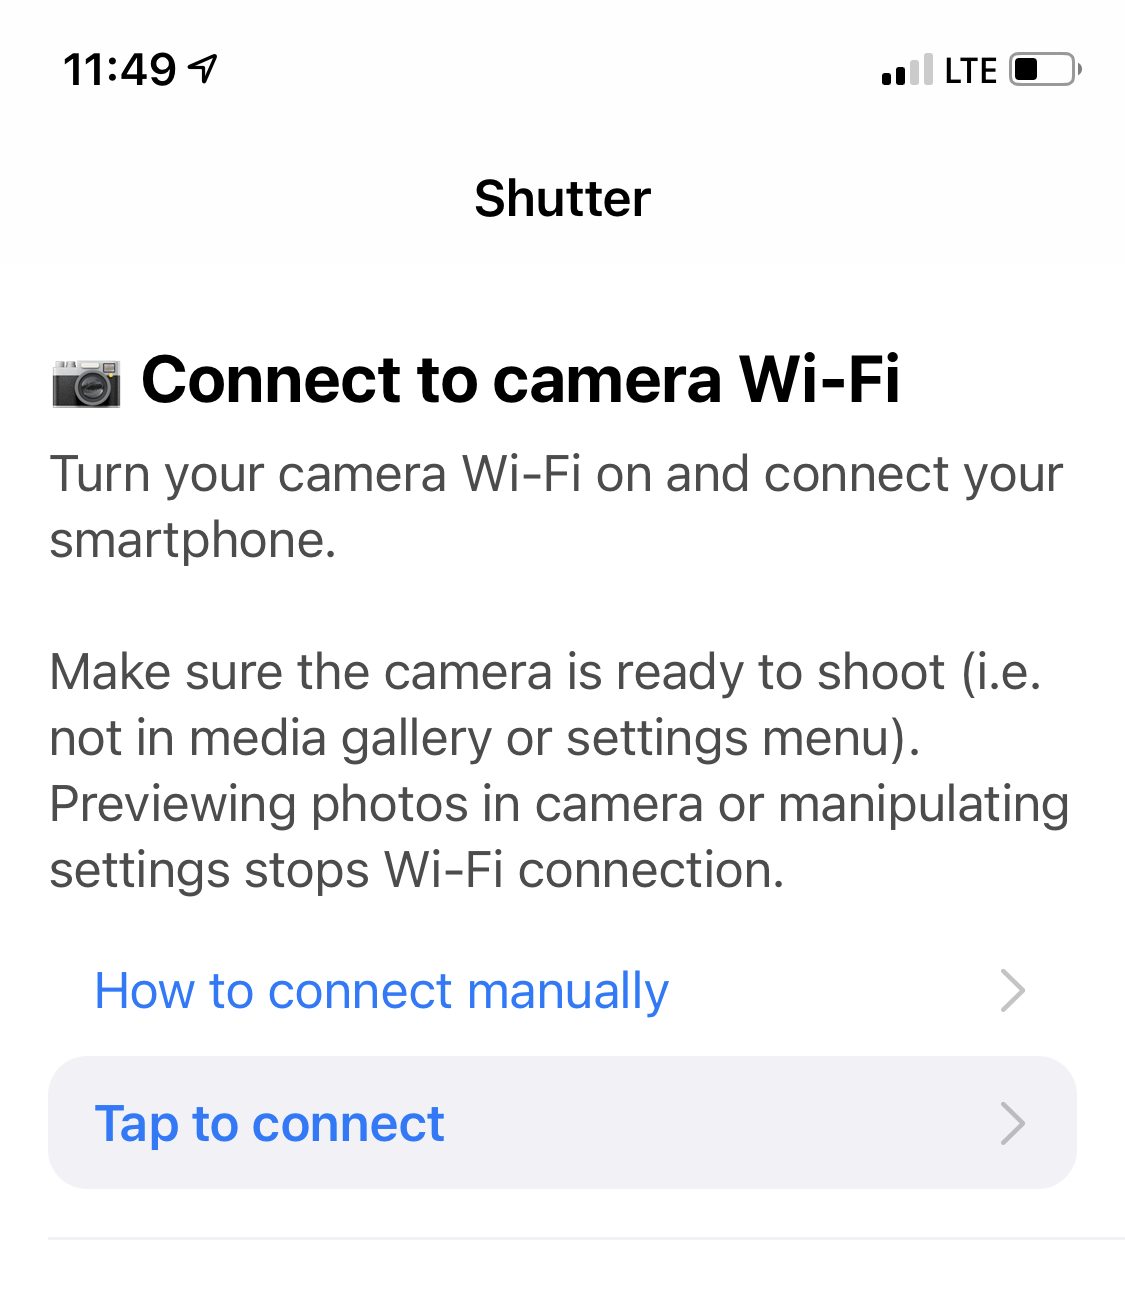 11:49
LTE
Shutter
Connect to camera Wi-Fi
Turn your camera Wi-Fi on and connect your
smartphone.
Make sure the camera is ready to shoot (i.e.
not in media gallery or settings menu).
Previewing photos in camera or manipulating
settings stops Wi-Fi connection.
How to connect manually
Tap to connect